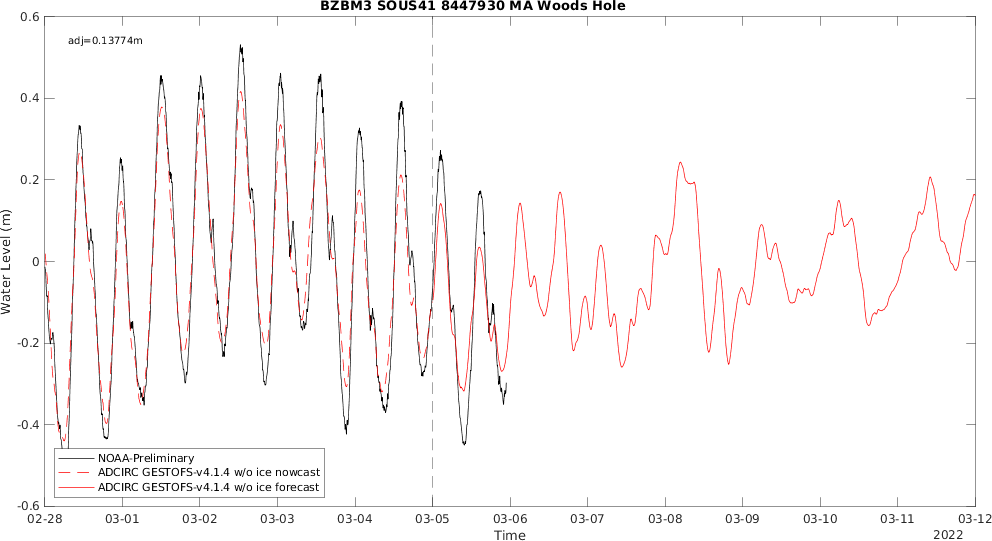 BZBM3 SOUS41 8447930 MA Woods Hole
adj=0.13774m
0.6
0.4
0.2
0
-0.2
-0.4
-0.6
Water Level (m)
NOAA-Preliminary
ADCIRC GESTOFS-v4.1.4 w/o ice nowcast
ADCIRC GESTOFS-v4.1.4 w/o ice forecast
02-28 03-01 03-02 03-03 03-04 03-05 03-06 03-07 03-08 03-09 03-10 03-11 03-12
Time
2022